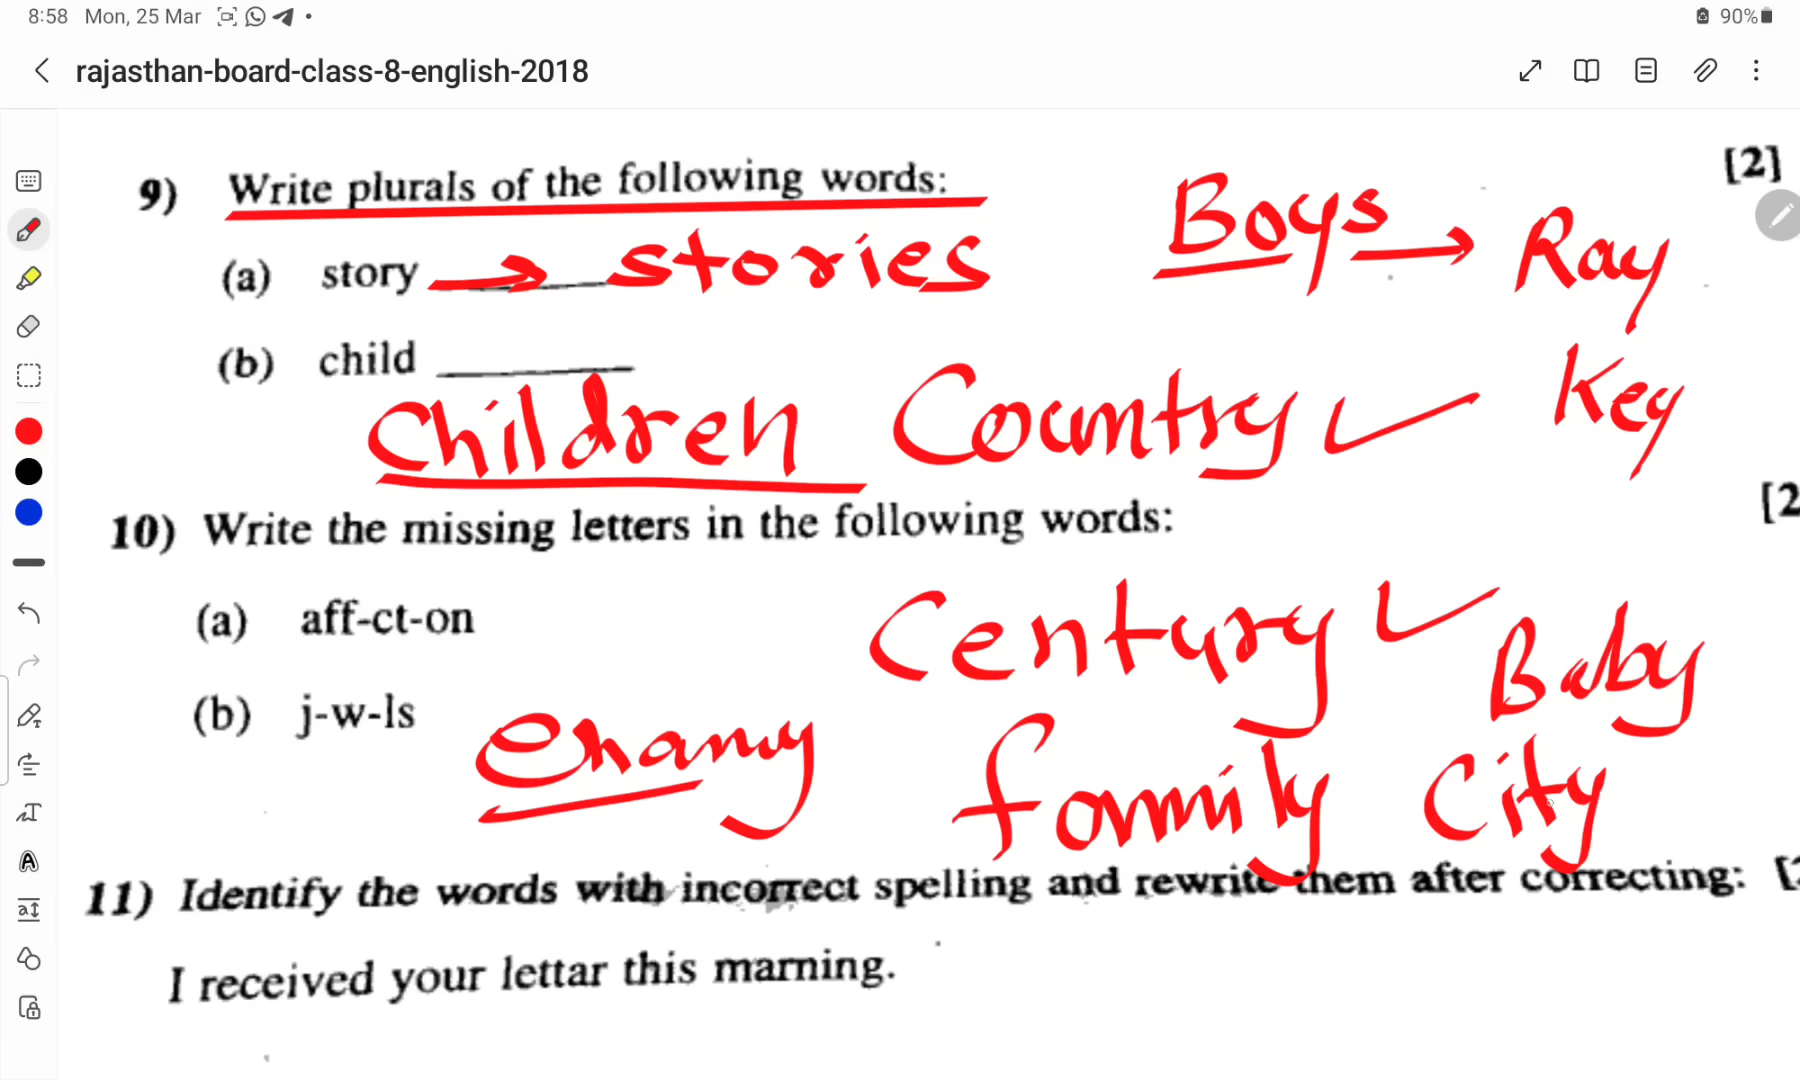 8:58 Mon, 25 Mar 90%
rajasthan-board-class-8-english-2018
9) Write plurals of the following words: [2]
Boys → Ray
(a) story → stories
(b) child ________
Key
Children Country
10) Write the missing letters in the following words: [2
(a) aff-ct-on
Century
Baby
(b) j-w-ls
enamy family City
11) Identify the words with incorrect spelling and rewrite them after correcting: [2
I received your lettar this marning.